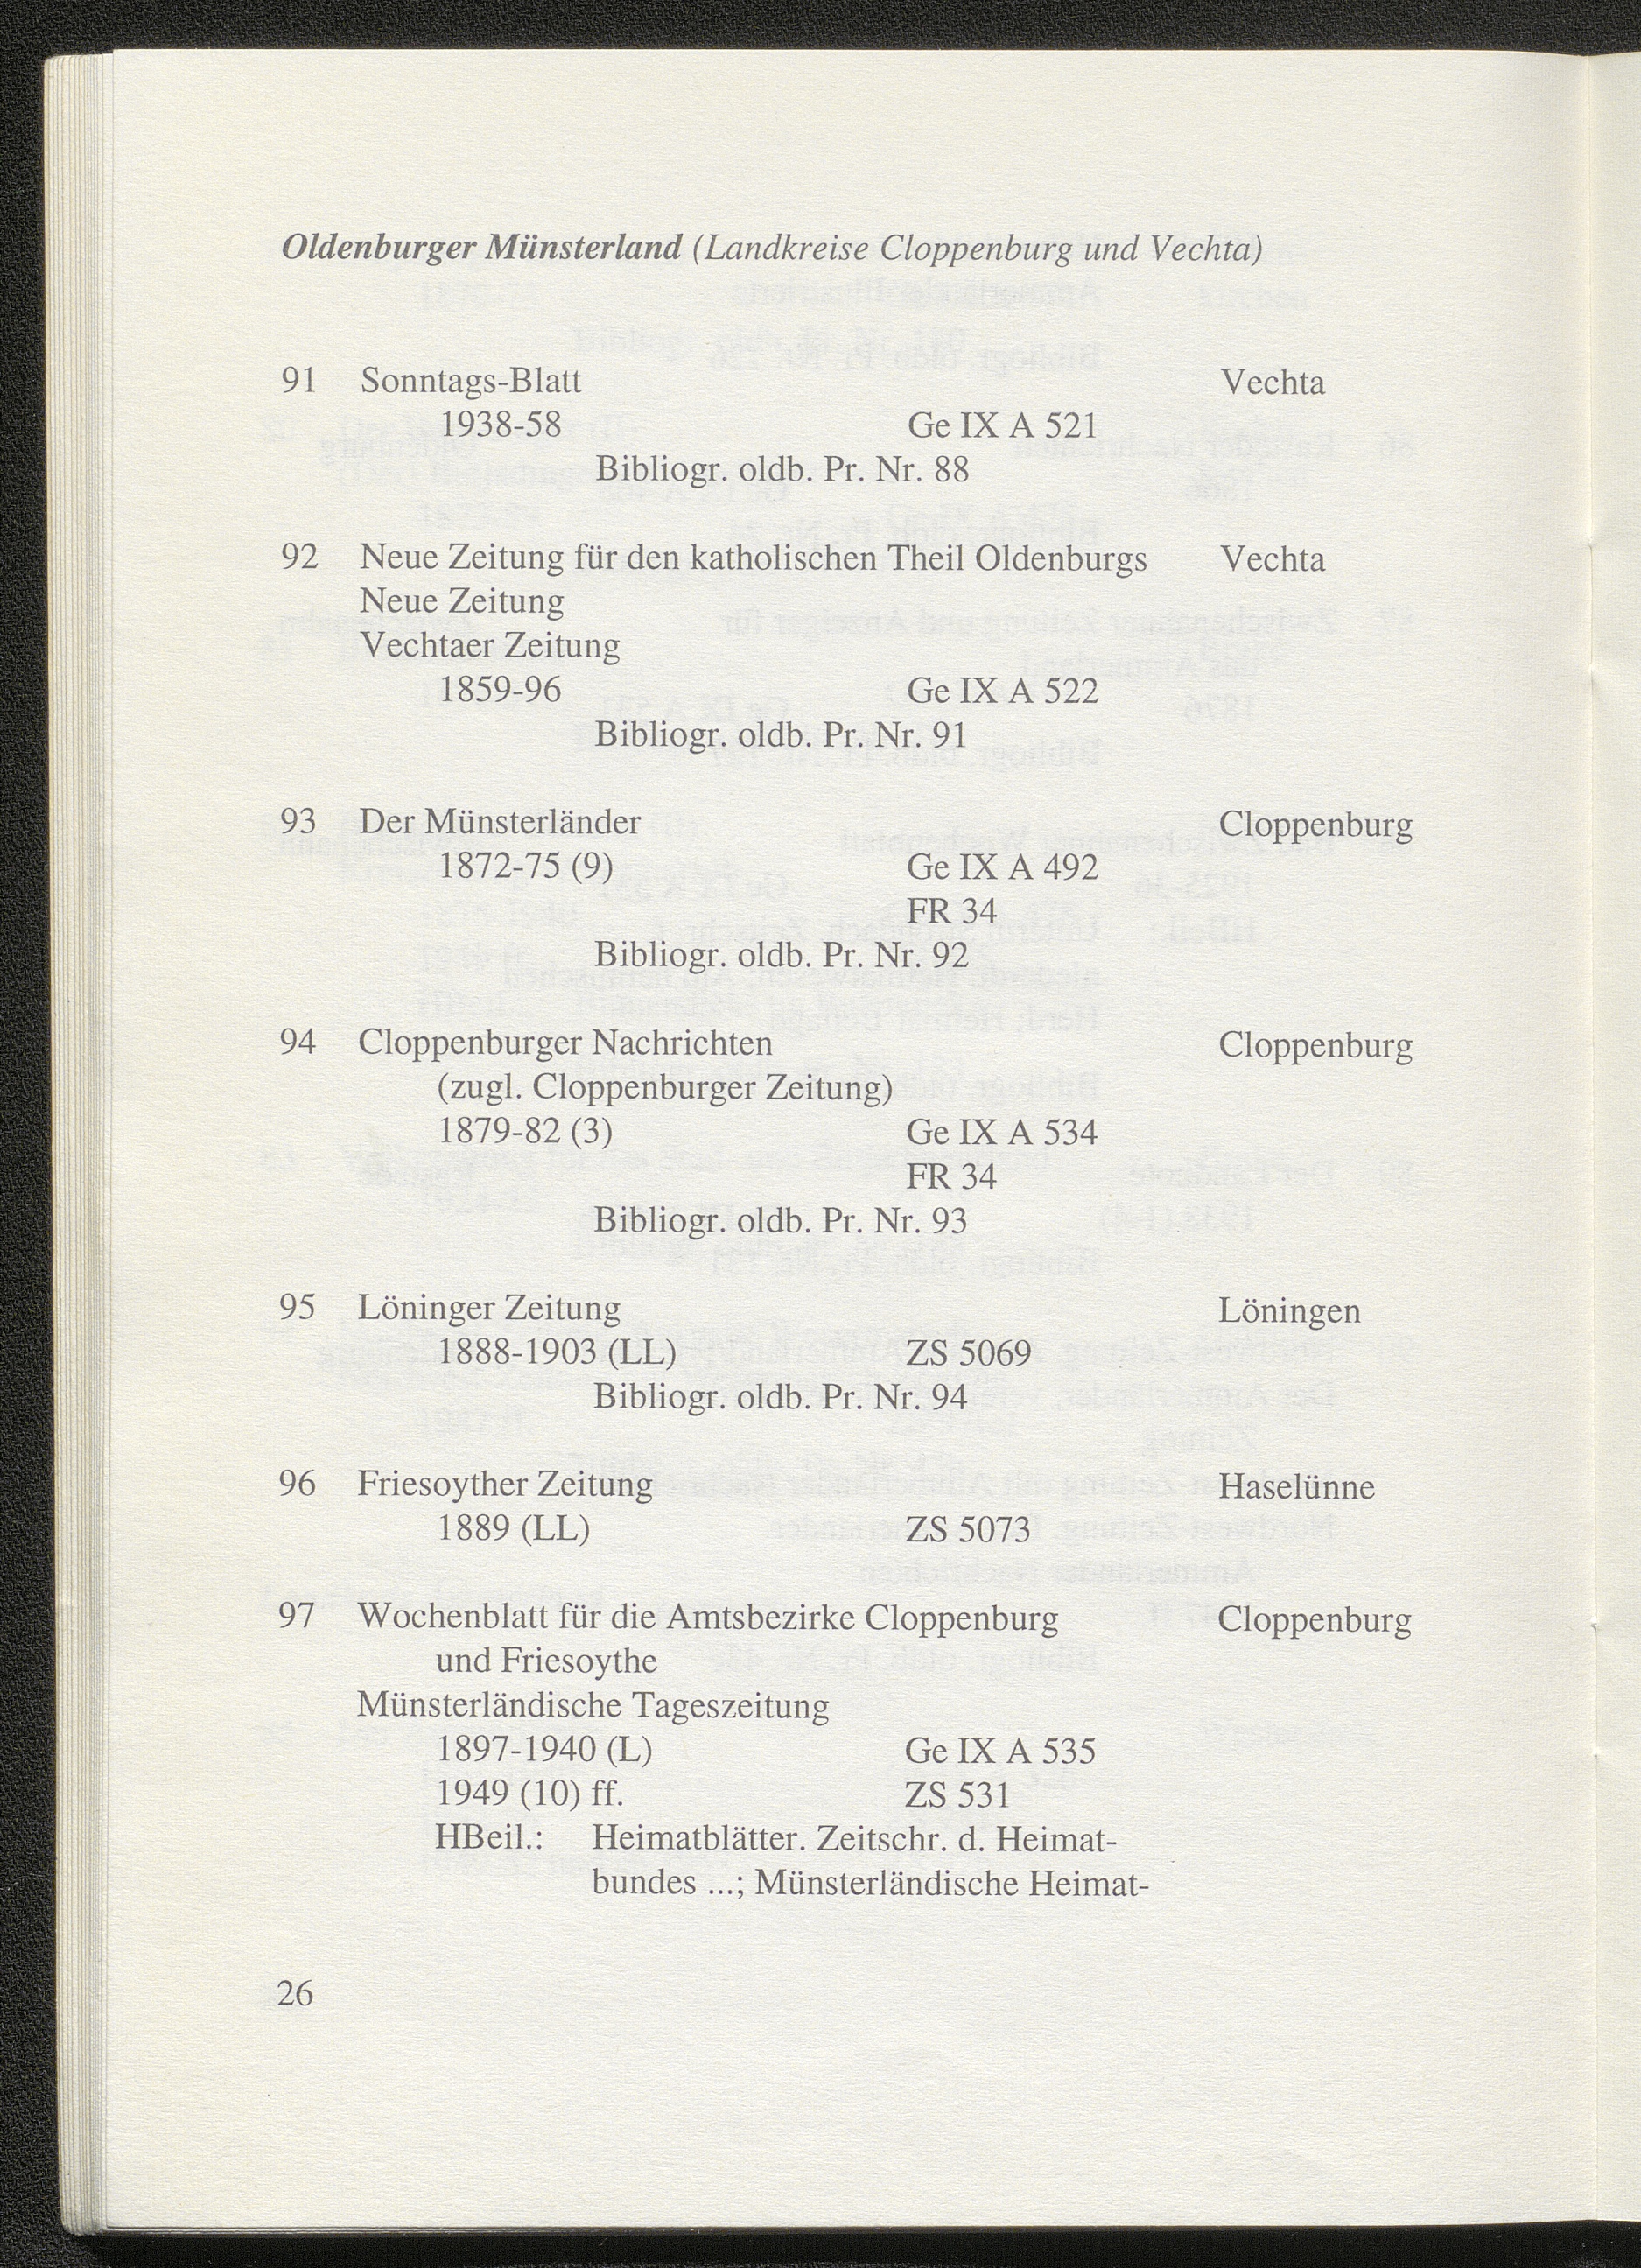 Oldenburger Münsterland (Landkreise Cloppenburg und Vechta)
91 Sonntags-Blatt Vechta
1938-58 Ge IX A 521
Bibliogr. oldb. Pr. Nr. 88
92 Neue Zeitung für den katholischen Theil Oldenburgs Vechta
Neue Zeitung
Vechtaer Zeitung
1859-96 Ge IX A 522
Bibliogr. oldb. Pr. Nr. 91
93 Der Münsterländer Cloppenburg
1872-75 (9) Ge IX A 492
FR 34
Bibliogr. oldb. Pr. Nr. 92
94 Cloppenburger Nachrichten Cloppenburg
(zugl. Cloppenburger Zeitung)
1879-82 (3) Ge IX A 534
FR 34
Bibliogr. oldb. Pr. Nr. 93
95 Löninger Zeitung Löningen
1888-1903 (LL) ZS 5069
Bibliogr. oldb. Pr. Nr. 94
96 Friesoyther Zeitung Haselünne
1889 (LL) ZS 5073
97 Wochenblatt für die Amtsbezirke Cloppenburg Cloppenburg
und Friesoythe
Münsterländische Tageszeitung
1897-1940 (L) Ge IX A 535
1949 (10) ff. ZS 531
HBeil.: Heimatblätter. Zeitschr. d. Heimat-
bundes ...; Münsterländische Heimat-
26